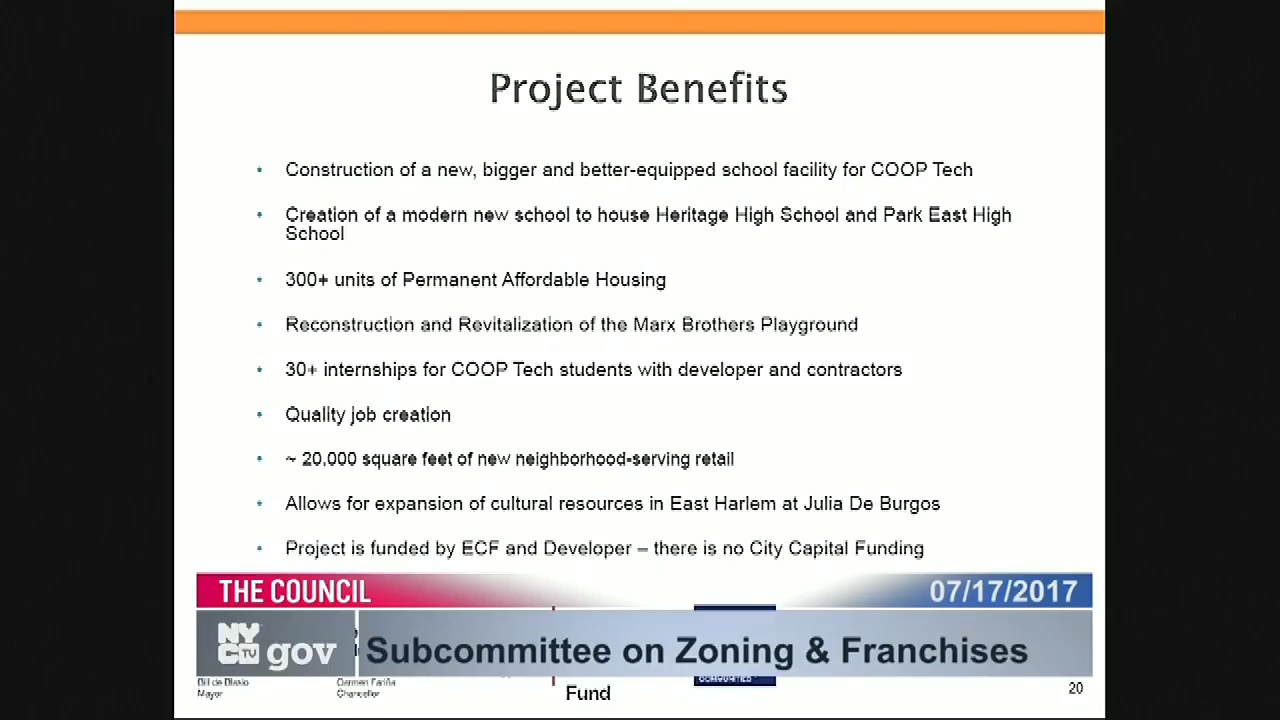 Project Benefits
• Construction of a new, bigger and better-equipped school facility for COOP Tech
• Creation of a modern new school to house Heritage High School and Park East High
School
• 300+ units of Permanent Affordable Housing
• Reconstruction and Revitalization of the Marx Brothers Playground
• 30+ internships for COOP Tech students with developer and contractors
• Quality job creation
• ~ 20,000 square feet of new neighborhood-serving retail
• Allows for expansion of cultural resources in East Harlem at Julia De Burgos
• Project is funded by ECF and Developer – there is no City Capital Funding
THE COUNCIL 07/17/2017
NYC TV gov Subcommittee on Zoning & Franchises
Bill de Blasio
Mayor
Carmen Fariña
Chancellor
Fund
COMMUNITIES
20